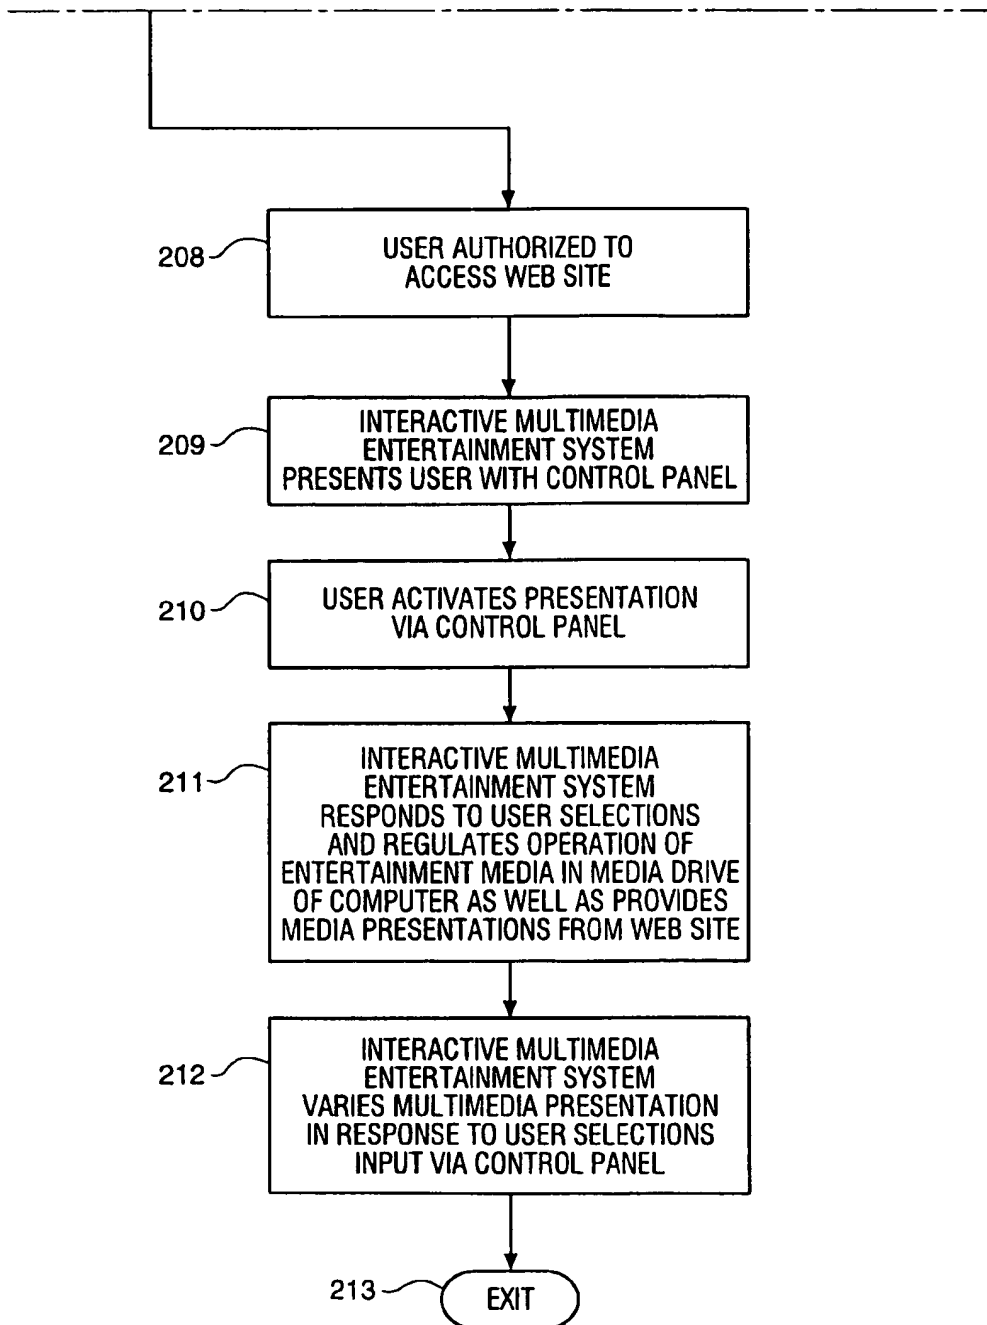 208
USER AUTHORIZED TO
ACCESS WEB SITE
209
INTERACTIVE MULTIMEDIA
ENTERTAINMENT SYSTEM
PRESENTS USER WITH CONTROL PANEL
210
USER ACTIVATES PRESENTATION
VIA CONTROL PANEL
211
INTERACTIVE MULTIMEDIA
ENTERTAINMENT SYSTEM
RESPONDS TO USER SELECTIONS
AND REGULATES OPERATION OF
ENTERTAINMENT MEDIA IN MEDIA DRIVE
OF COMPUTER AS WELL AS PROVIDES
MEDIA PRESENTATIONS FROM WEB SITE
212
INTERACTIVE MULTIMEDIA
ENTERTAINMENT SYSTEM
VARIES MULTIMEDIA PRESENTATION
IN RESPONSE TO USER SELECTIONS
INPUT VIA CONTROL PANEL
213
EXIT